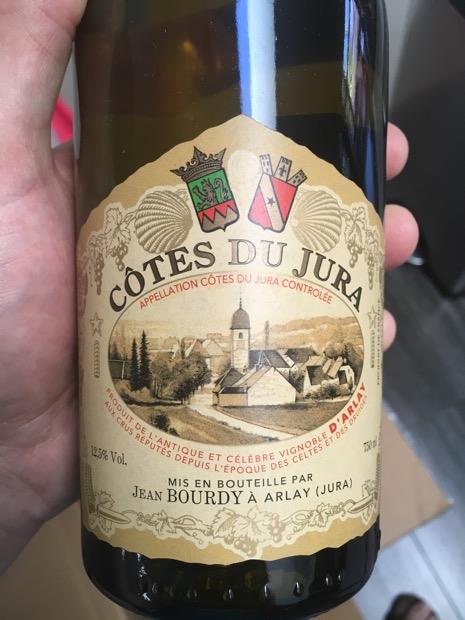 CÔTES DU JURA
APPELLATION CÔTES DU JURA CONTROLÉE
PRODUIT DE L'ANTIQUE ET CÉLÈBRE VIGNOBLE D'ARLAY
AUX CRUS RÉPUTÉS DEPUIS L'ÉPOQUE DES CELTES ET DES DRUIDES
12.5% Vol.
750 ml
MIS EN BOUTEILLE PAR
JEAN BOURDY À ARLAY (JURA)